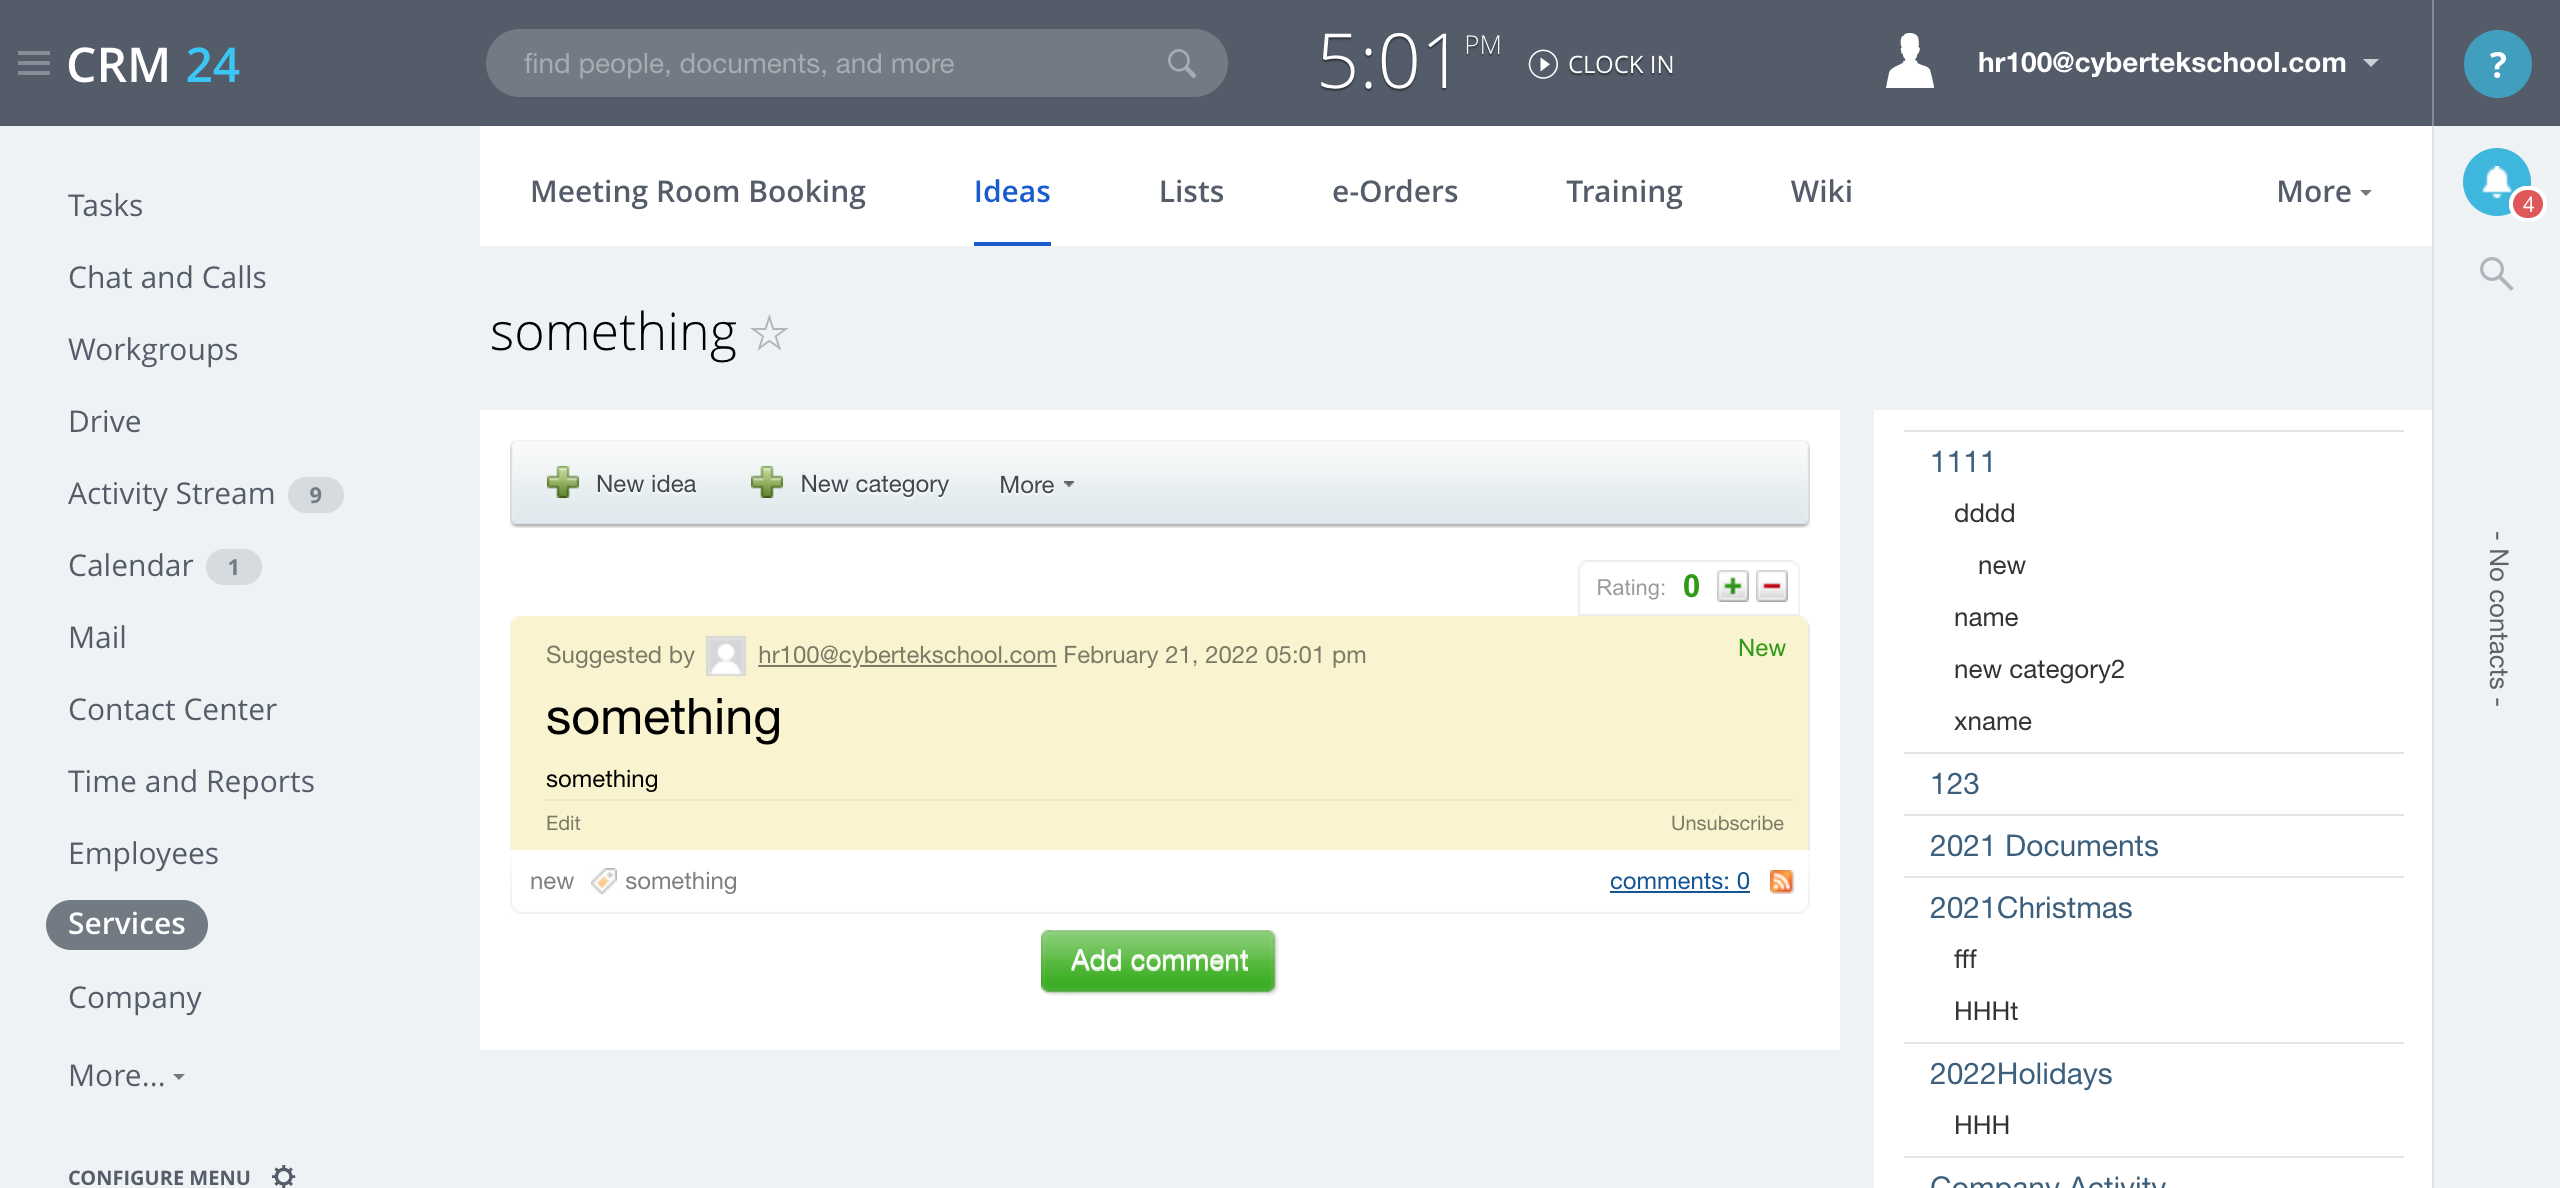 CRM 24
find people, documents, and more
5:01 PM
CLOCK IN
hr100@cybertekschool.com
?
Tasks
Chat and Calls
Workgroups
Drive
Activity Stream 9
Calendar 1
Mail
Contact Center
Time and Reports
Employees
Services
Company
More...
CONFIGURE MENU
Meeting Room Booking
Ideas
Lists
e-Orders
Training
Wiki
More
something
New idea
New category
More
Rating: 0
Suggested by hr100@cybertekschool.com February 21, 2022 05:01 pm
New
something
something
Edit
Unsubscribe
new
something
comments: 0
Add comment
1111
dddd
new
name
new category2
xname
123
2021 Documents
2021Christmas
fff
HHHt
2022Holidays
HHH
Company Activity
4
- No contacts -